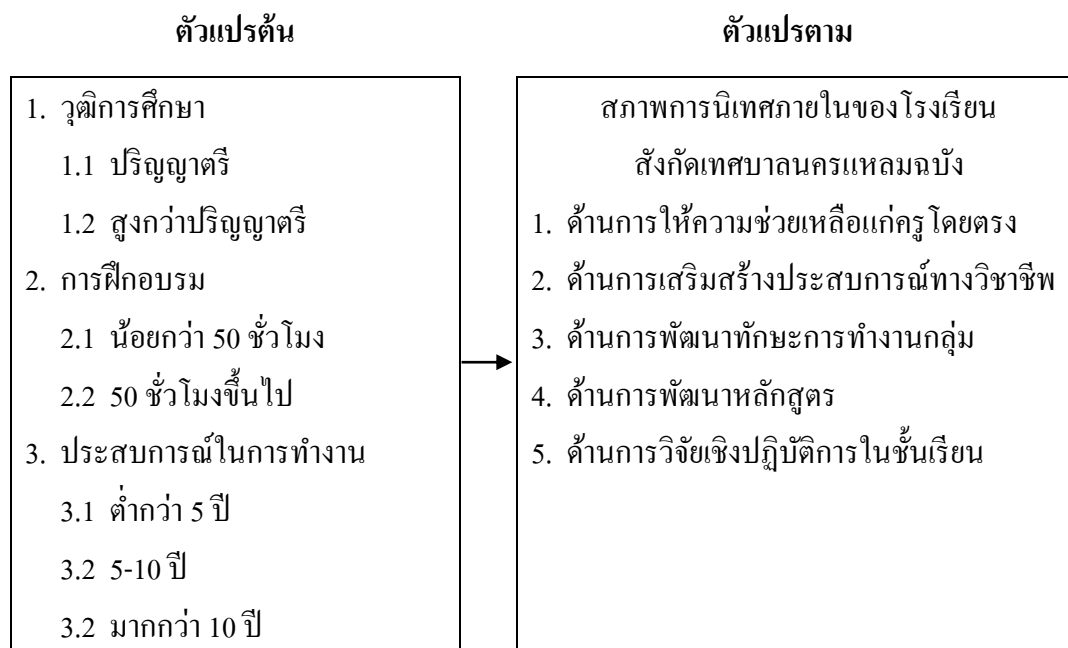 ตัวแปรต้น
ตัวแปรตาม
1. วุฒิการศึกษา
1.1 ปริญญาตรี
1.2 สูงกว่าปริญญาตรี
2. การฝึกอบรม
2.1 น้อยกว่า 50 ชั่วโมง
2.2 50 ชั่วโมงขึ้นไป
3. ประสบการณ์ในการทำงาน
3.1 ต่ำกว่า 5 ปี
3.2 5-10 ปี
3.2 มากกว่า 10 ปี
สภาพการนิเทศภายในของโรงเรียน
สังกัดเทศบาลนครแหลมฉบัง
1. ด้านการให้ความช่วยเหลือแก่ครูโดยตรง
2. ด้านการเสริมสร้างประสบการณ์ทางวิชาชีพ
3. ด้านการพัฒนาทักษะการทำงานกลุ่ม
4. ด้านการพัฒนาหลักสูตร
5. ด้านการวิจัยเชิงปฏิบัติการในชั้นเรียน